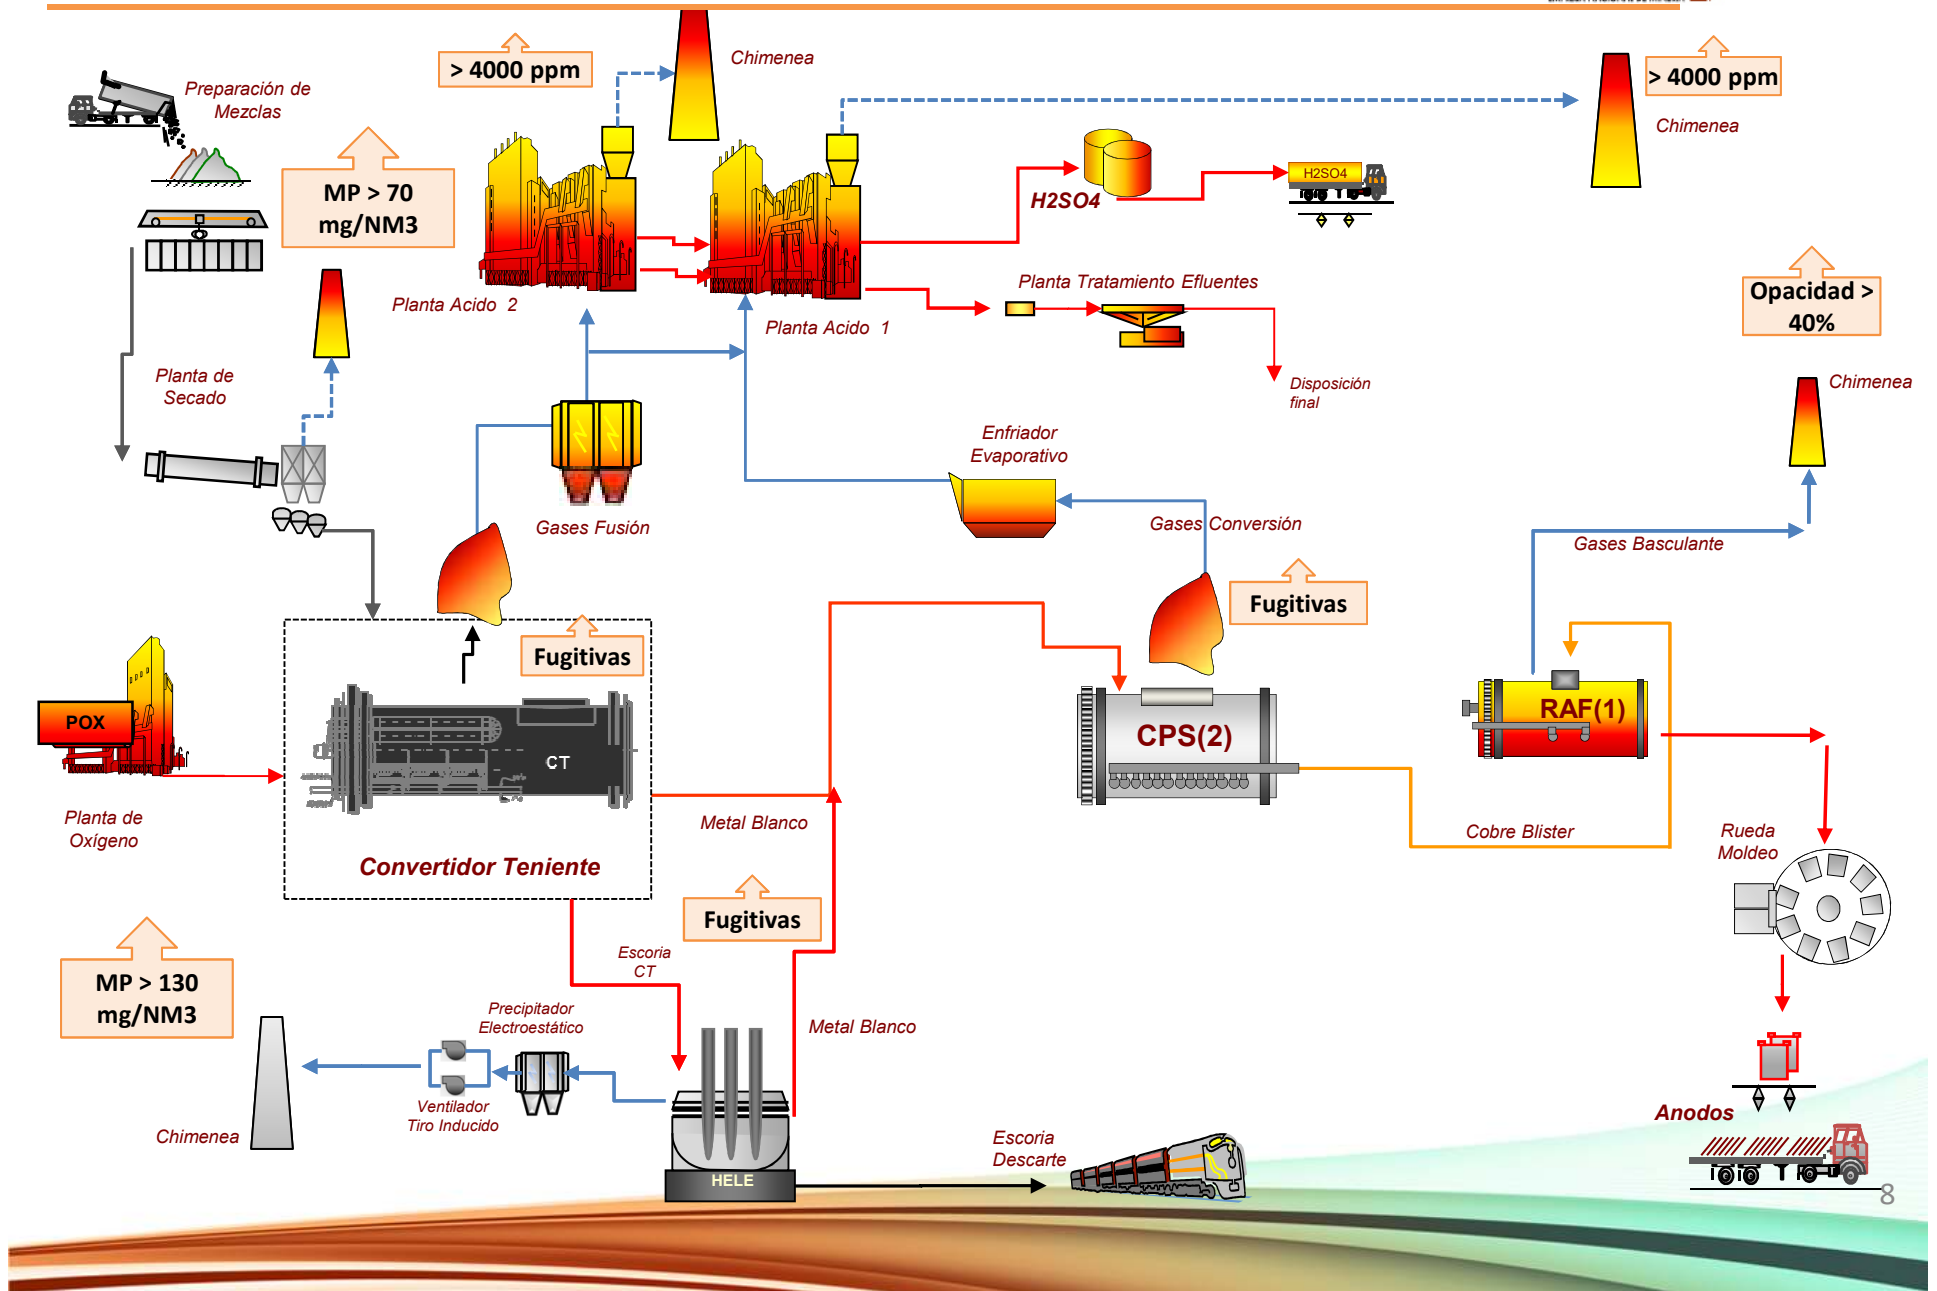 > 4000 ppm
Chimenea
> 4000 ppm
Chimenea
Preparación de
Mezclas
MP > 70
mg/NM3
H2SO4
H2SO4
Planta Acido 2
Planta Acido 1
Planta Tratamiento Efluentes
Disposición
final
Opacidad >
40%
Chimenea
Planta de
Secado
Gases Fusión
Enfriador
Evaporativo
Gases Conversión
Gases Basculante
Fugitivas
Fugitivas
POX
CT
CPS(2)
RAF(1)
Planta de
Oxígeno
Metal Blanco
Cobre Blister
Rueda
Moldeo
Convertidor Teniente
Fugitivas
Escoria
CT
MP > 130
mg/NM3
Precipitador
Electroestático
Metal Blanco
Ventilador
Tiro Inducido
Chimenea
HELE
Escoria
Descarte
Anodos
8